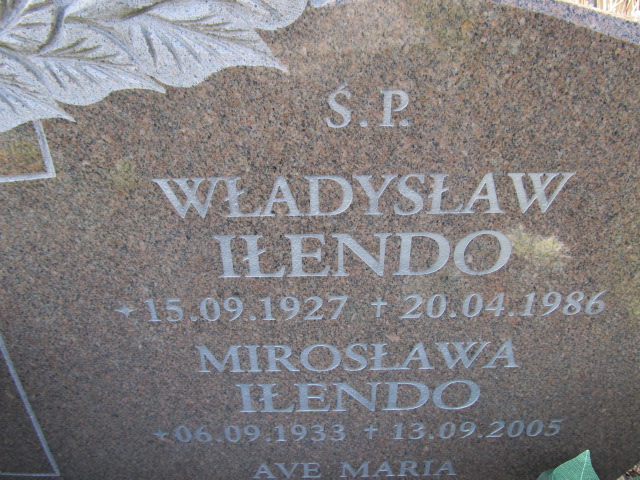 Ś.P.
WŁADYSŁAW
IŁENDO
✦15.09.1927 ✝20.04.1986
MIROSŁAWA
IŁENDO
✦06.09.1933 ✝13.09.2005
AVE MARIA